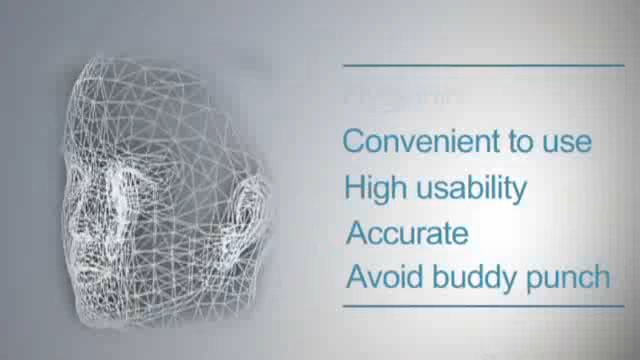 Convenient to use
High usability
Accurate
Avoid buddy punch